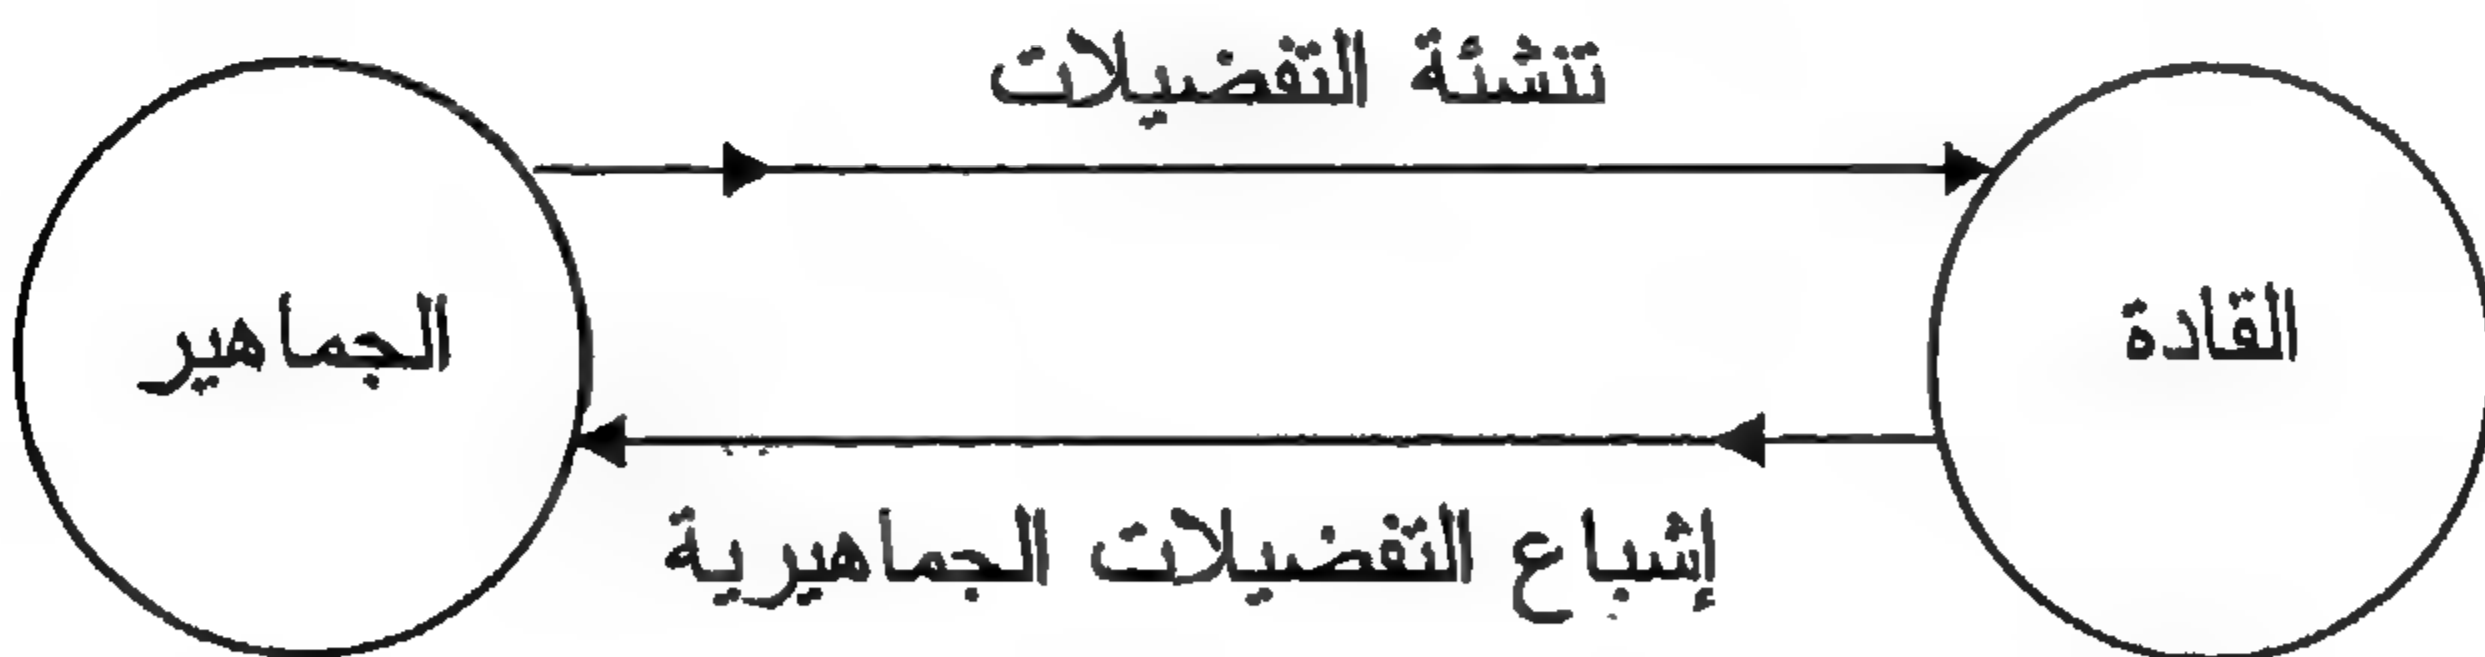 تنشئة التفضيلات
القادة
الجماهير
إشباع التفضيلات الجماهيرية